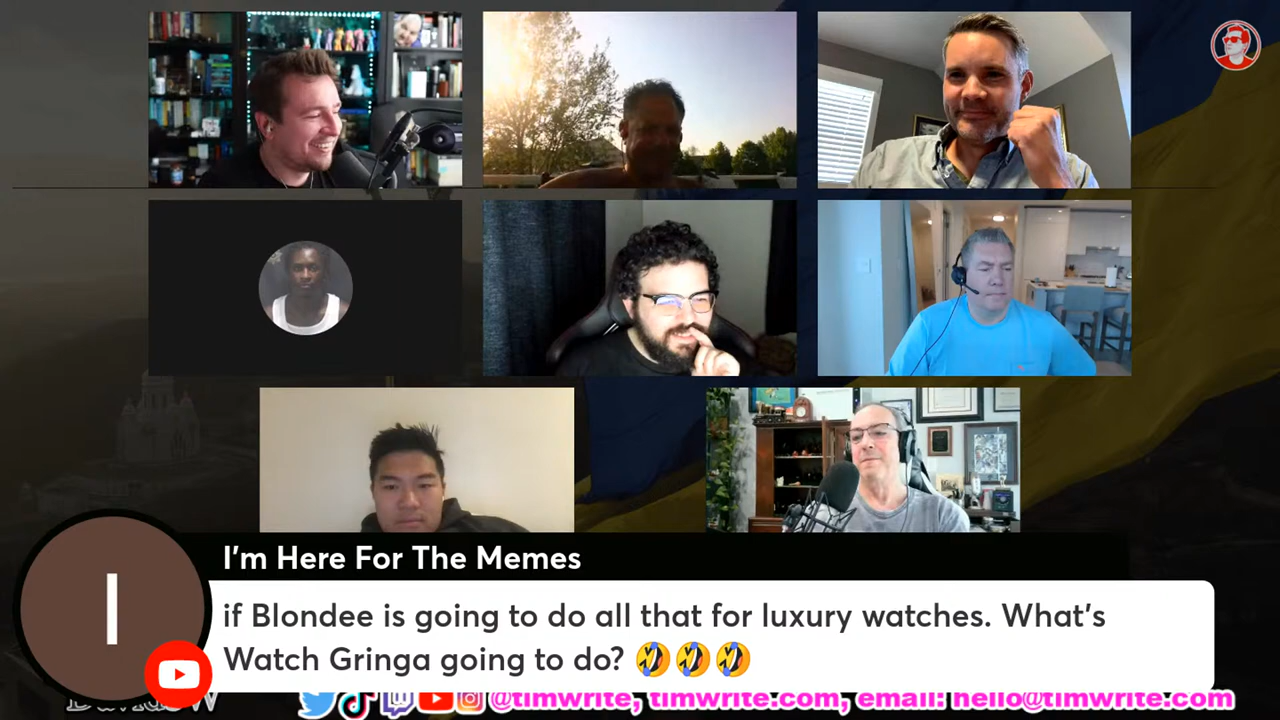 I'm Here For The Memes
if Blondee is going to do all that for luxury watches. What's
Watch Gringa going to do? 🤣🤣🤣
I
@timwrite, timwrite.com, email: hello@timwrite.com